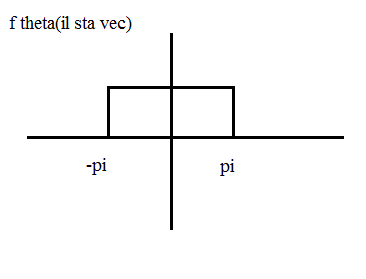 f theta(il sta vec)
-pi pi